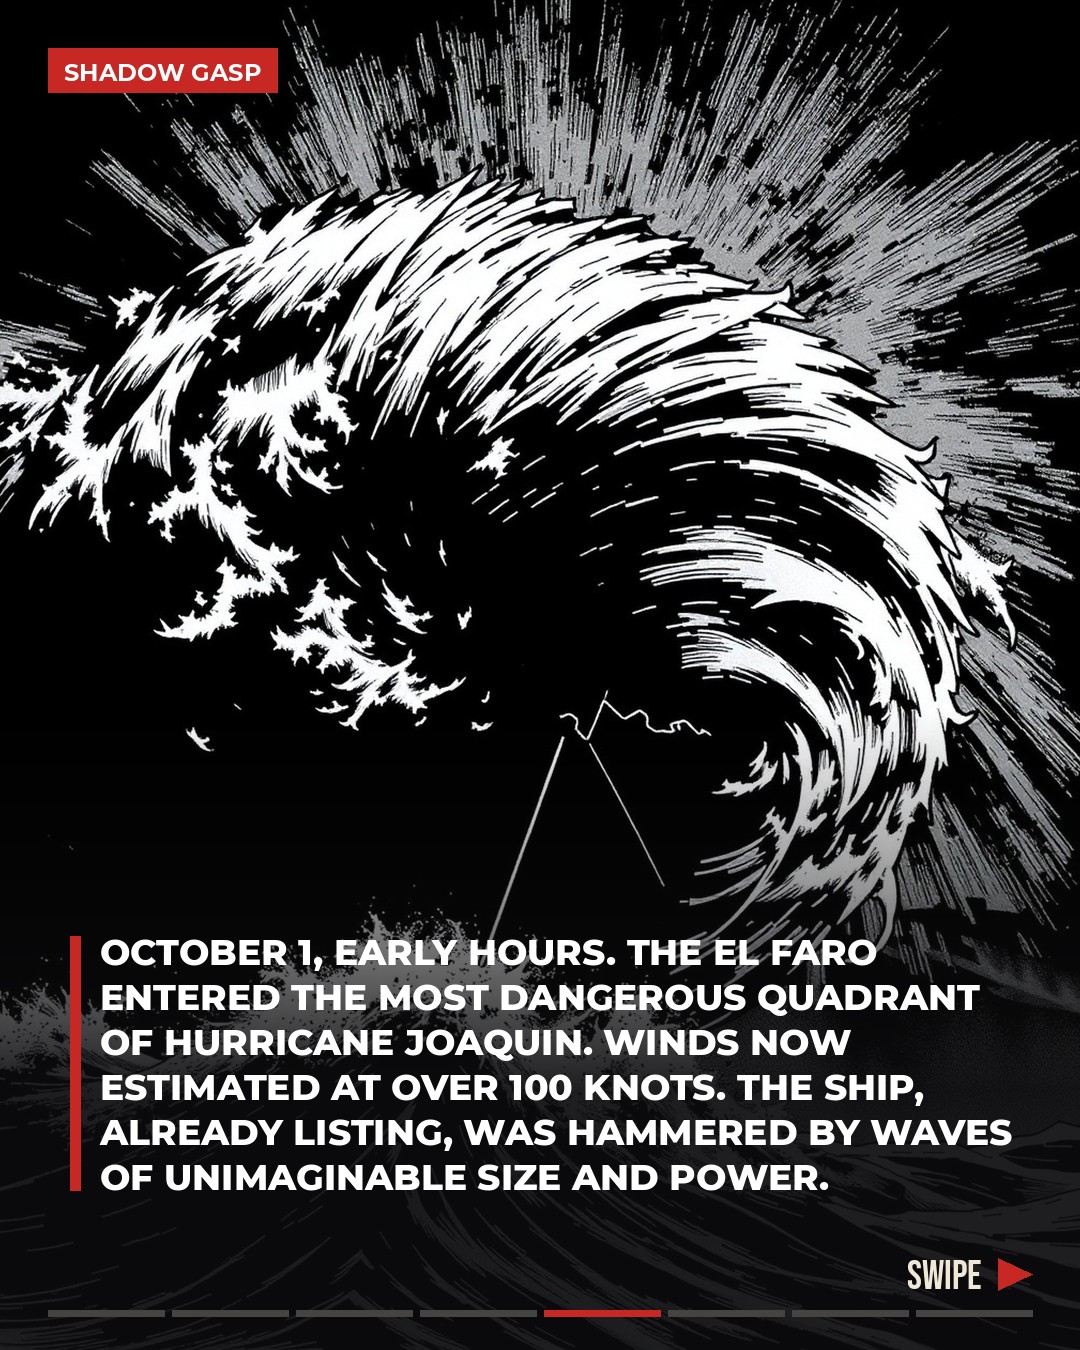 SHADOW GASP
OCTOBER 1, EARLY HOURS. THE EL FARO
ENTERED THE MOST DANGEROUS QUADRANT
OF HURRICANE JOAQUIN. WINDS NOW
ESTIMATED AT OVER 100 KNOTS. THE SHIP,
ALREADY LISTING, WAS HAMMERED BY WAVES
OF UNIMAGINABLE SIZE AND POWER.
SWIPE